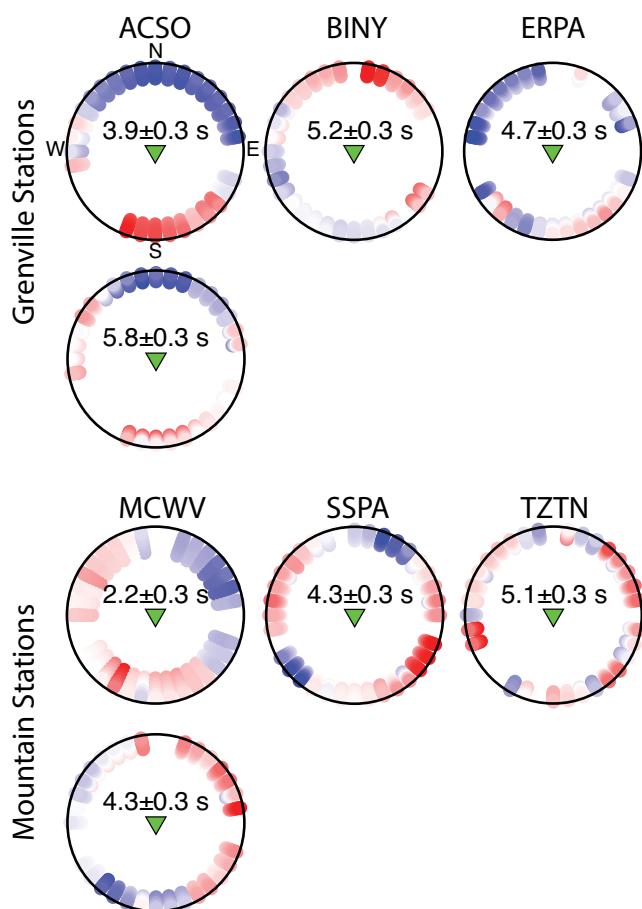 ACSO BINY ERPA
N
Grenville Stations
W 3.9±0.3 s E 5.2±0.3 s 4.7±0.3 s
S
5.8±0.3 s
MCWV SSPA TZTN
Mountain Stations
2.2±0.3 s 4.3±0.3 s 5.1±0.3 s
4.3±0.3 s